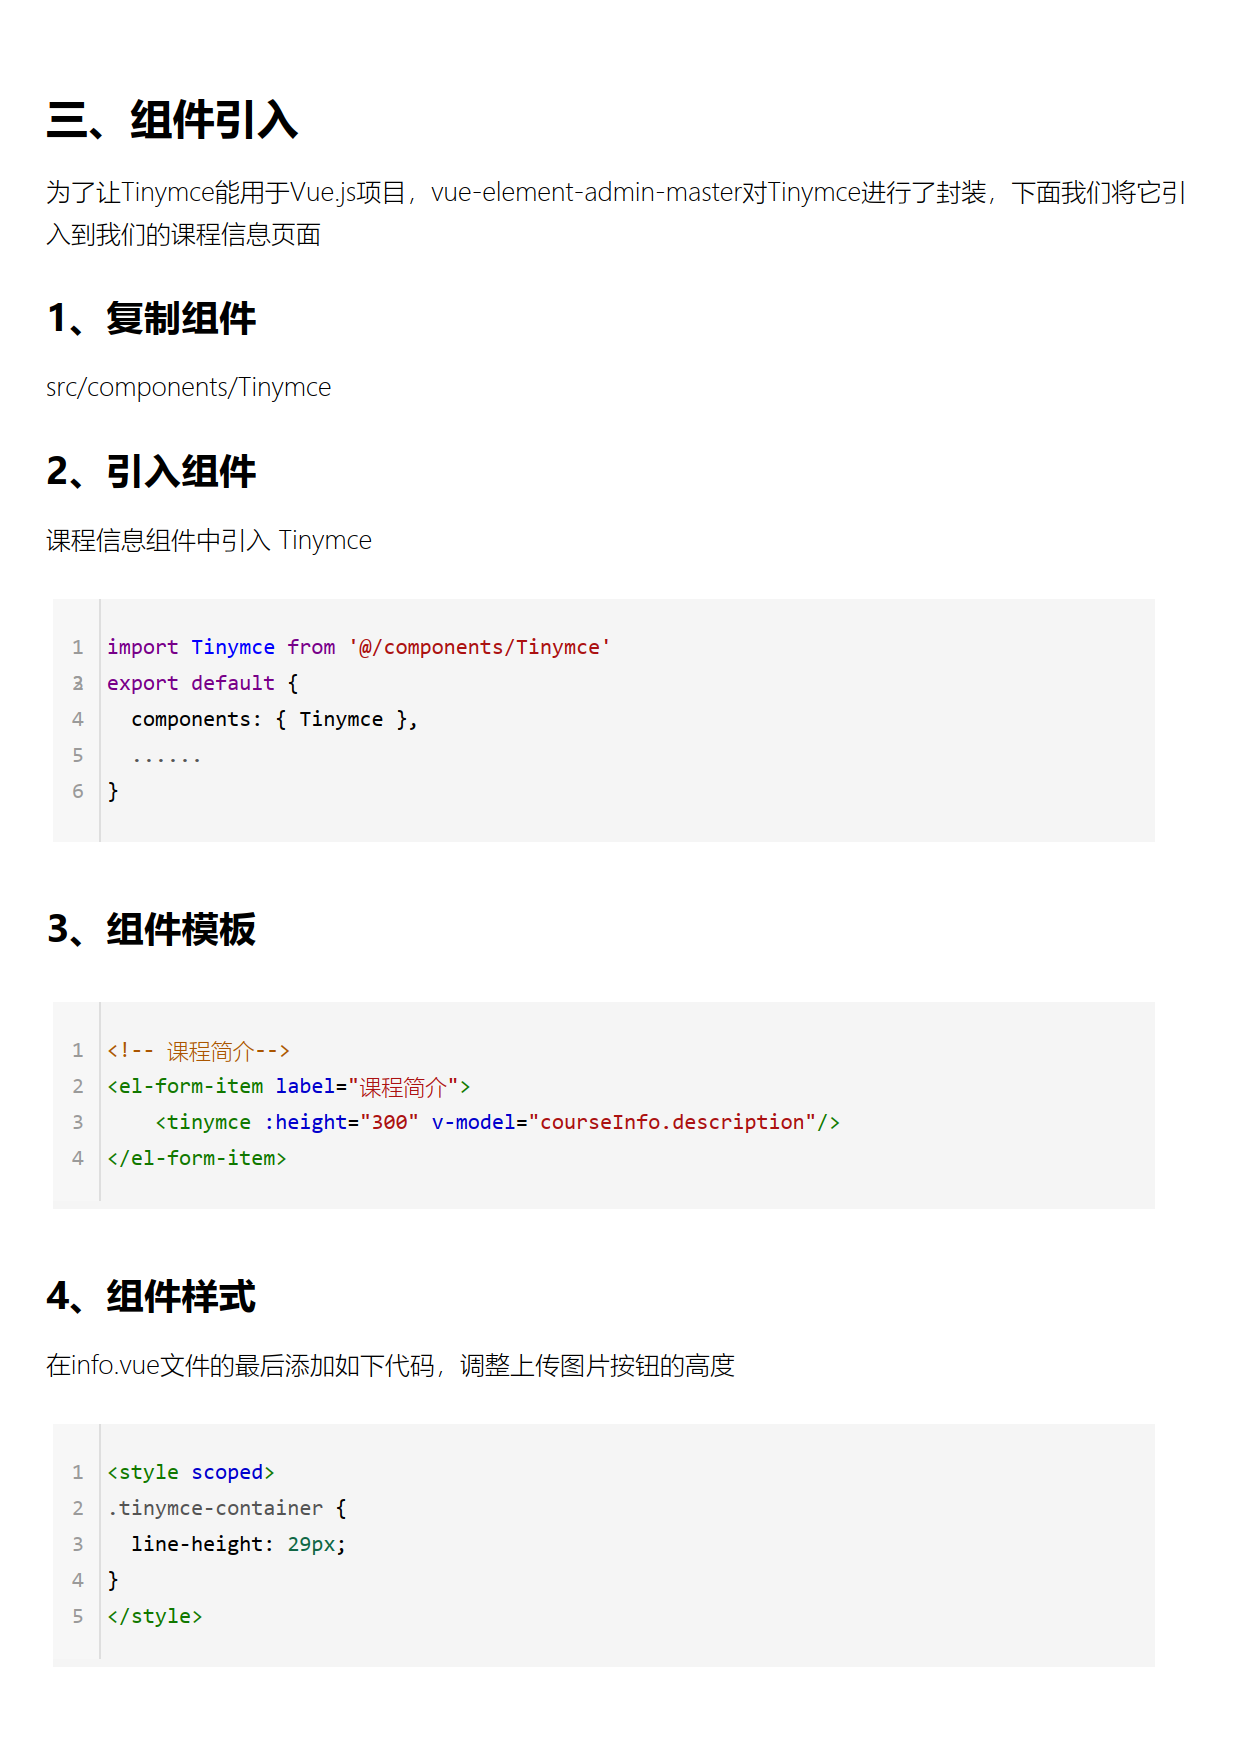 三、组件引入
为了让Tinymce能用于Vue.js项目，vue-element-admin-master对Tinymce进行了封装，下面我们将它引
入到我们的课程信息页面
1、复制组件
src/components/Tinymce
2、引入组件
课程信息组件中引入 Tinymce
1 import Tinymce from '@/components/Tinymce'
3 export default {
4   components: { Tinymce },
5   ......
6 }
3、组件模板
1 <!-- 课程简介-->
2 <el-form-item label="课程简介">
3     <tinymce :height="300" v-model="courseInfo.description"/>
4 </el-form-item>
4、组件样式
在info.vue文件的最后添加如下代码，调整上传图片按钮的高度
1 <style scoped>
2 .tinymce-container {
3   line-height: 29px;
4 }
5 </style>